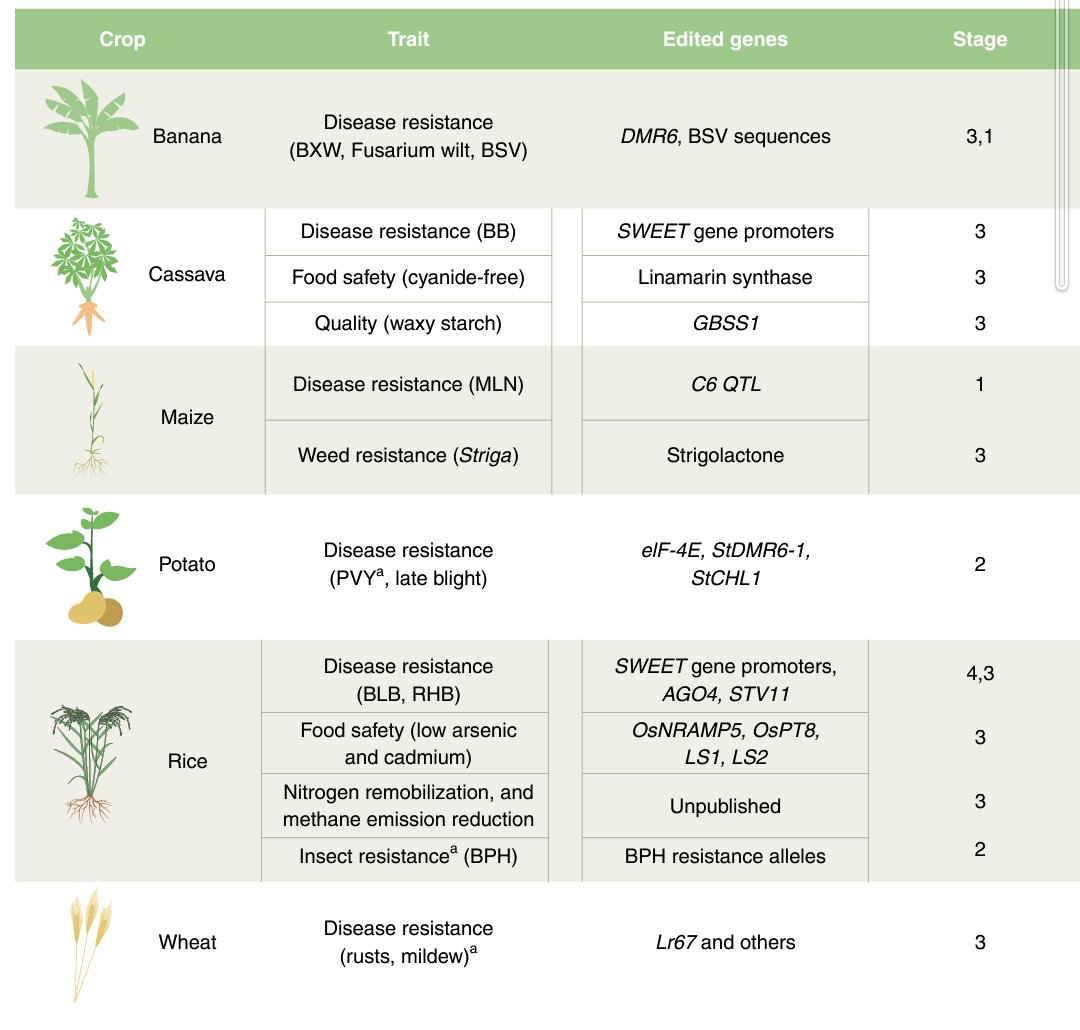 Crop Trait Edited genes Stage
Disease resistance
(BXW, Fusarium wilt, BSV)
Banana DMR6, BSV sequences 3,1
Disease resistance (BB) SWEET gene promoters 3
Cassava Food safety (cyanide-free) Linamarin synthase 3
Quality (waxy starch) GBSS1 3
Disease resistance (MLN) C6 QTL 1
Maize
Weed resistance (Striga) Strigolactone 3
Disease resistance
(PVYa, late blight)
Potato eIF-4E, StDMR6-1,
StCHL1
2
Disease resistance
(BLB, RHB)
SWEET gene promoters,
AGO4, STV11
4,3
Food safety (low arsenic
and cadmium)
OsNRAMP5, OsPT8,
LS1, LS2
3
Rice
Nitrogen remobilization, and
methane emission reduction
Unpublished 3
Insect resistancea (BPH) BPH resistance alleles 2
Wheat
Disease resistance
(rusts, mildew)a
Lr67 and others 3